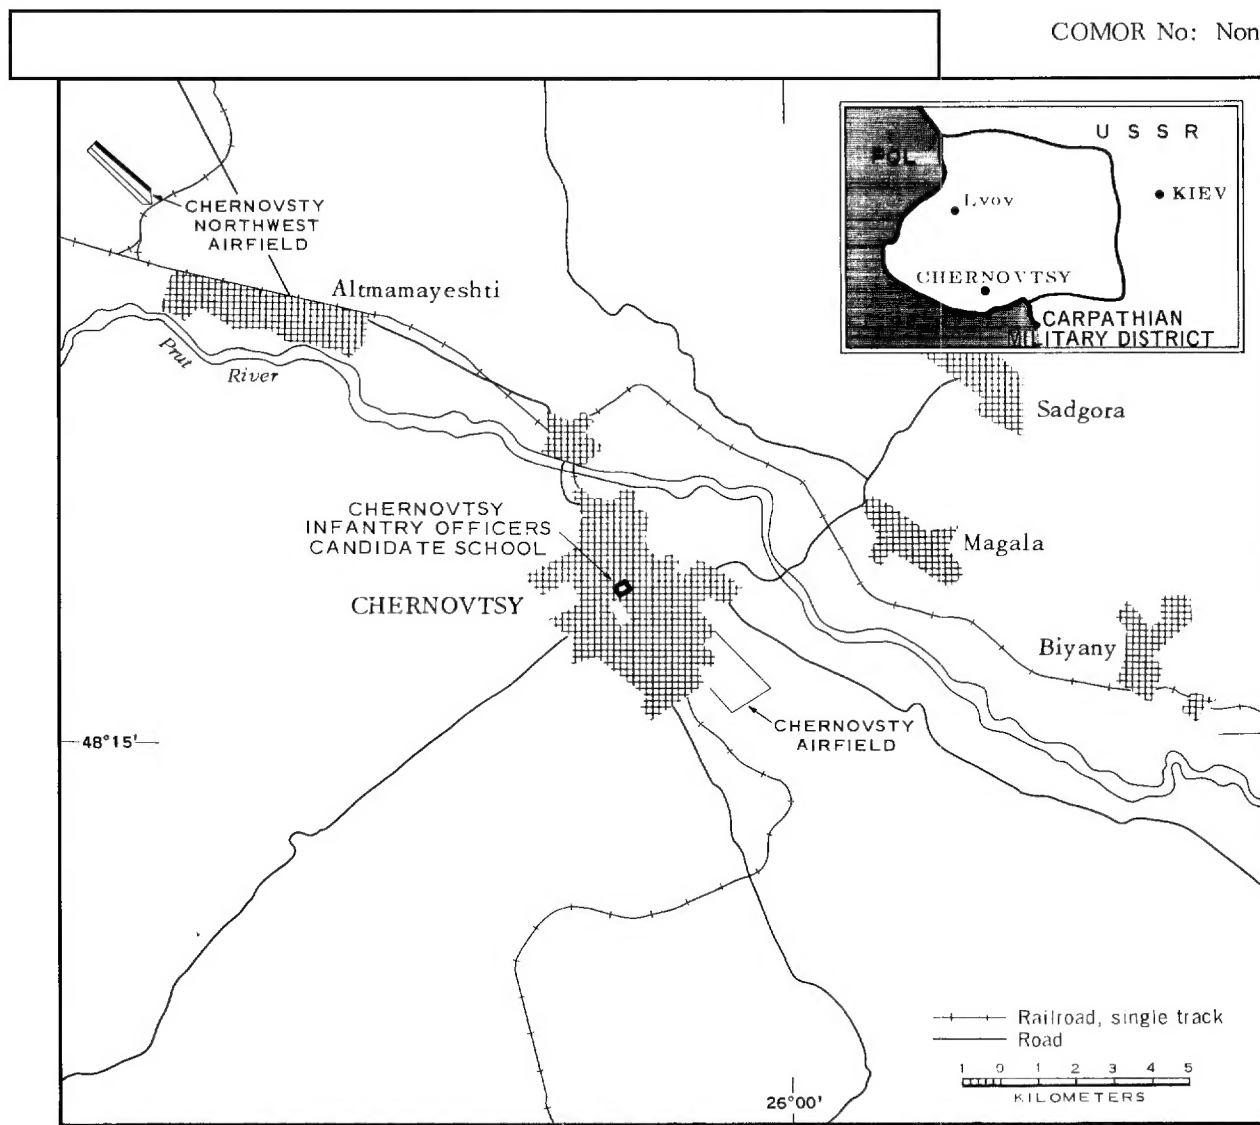 COMOR No: Non
CHERNOVSTY
NORTHWEST
AIRFIELD
Altmamayeshti
Prut
River
U S S R
POL
Lvov
KIEV
CHERNOVTSY
CARPATHIAN
MILITARY DISTRICT
Sadgora
CHERNOVTSY
INFANTRY OFFICERS
CANDIDATE SCHOOL
CHERNOVTSY
Magala
Biyany
CHERNOVSTY
AIRFIELD
48°15'
Railroad, single track
Road
1 0 1 2 3 4 5
KILOMETERS
26°00'